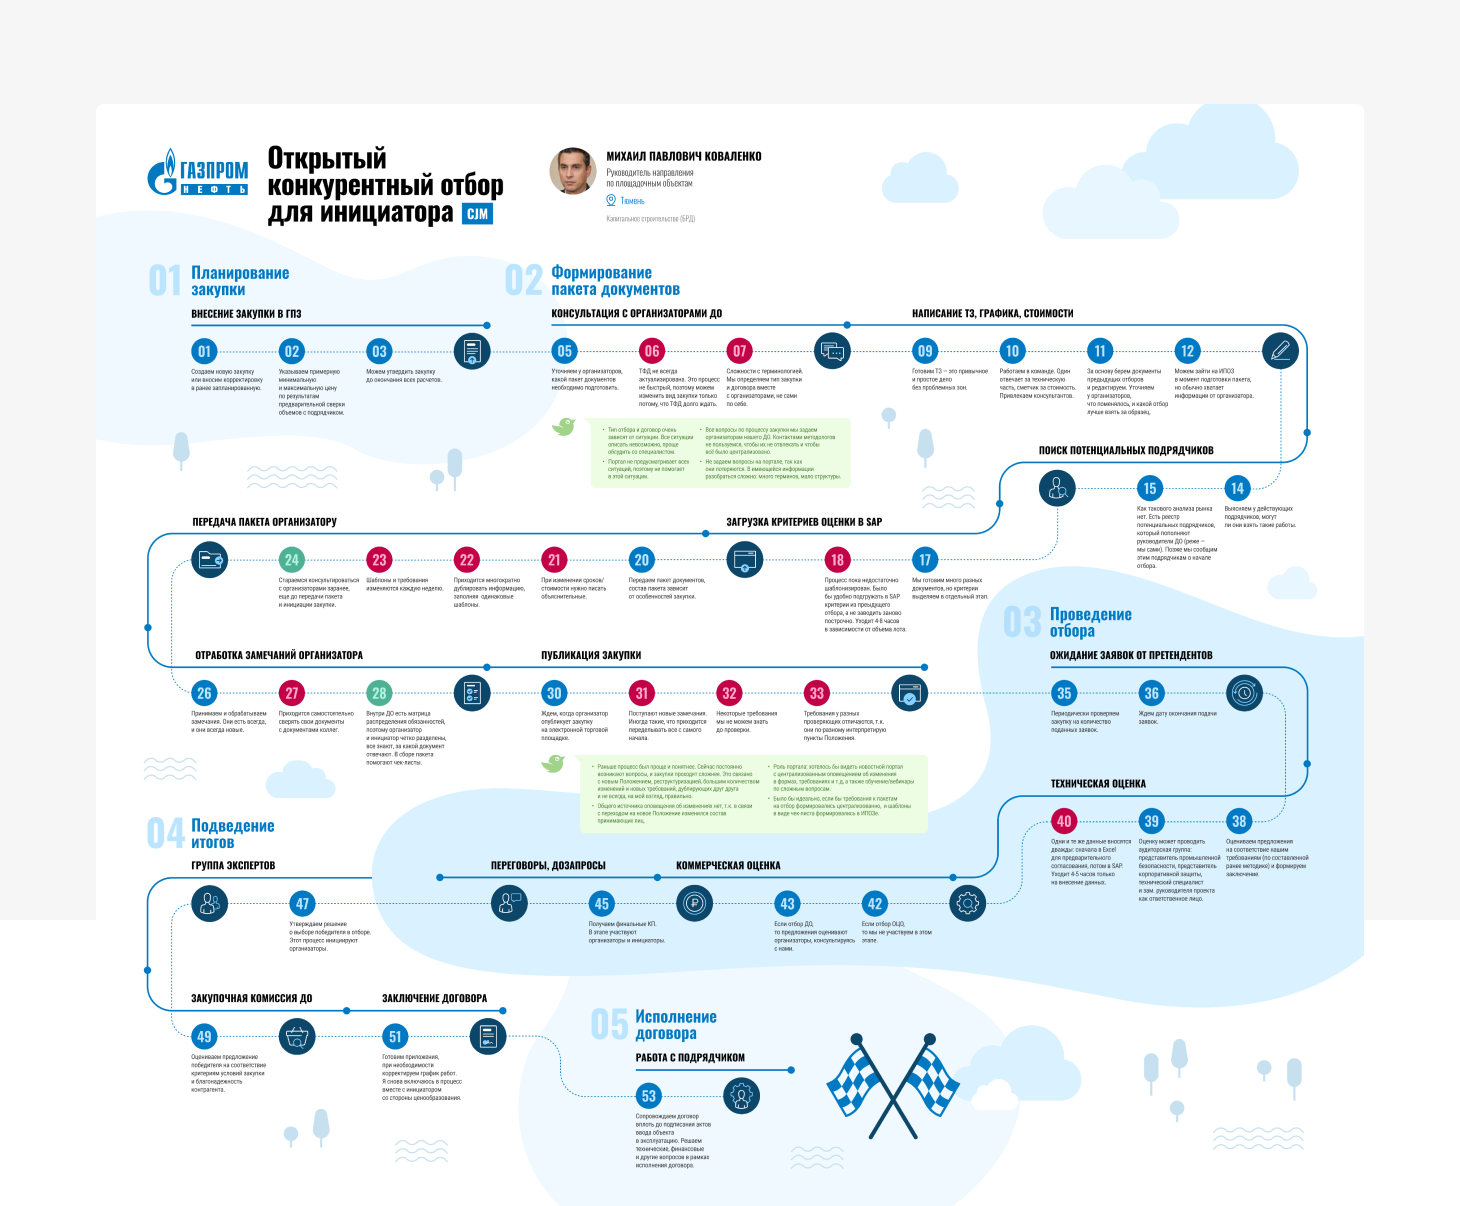 ГАЗПРОМ
НЕФТЬ
Открытый
конкурентный отбор
для инициатора CJM
МИХАИЛ ПАВЛОВИЧ КОВАЛЕНКО
Руководитель направления
по площадочным объектам
Тюмень
Капитальное строительство (БРД)
01 Планирование
закупки
ВНЕСЕНИЕ ЗАКУПКИ В ГПЗ
01
Создаем новую закупку
или вносим корректировку
в ранее запланированную.
02
Указываем примерную
минимальную
и максимальную цену
по результатам
предварительной сверки
объемов с подрядчиком.
03
Можем утвердить закупку
до окончания всех расчетов.
02 Формирование
пакета документов
КОНСУЛЬТАЦИЯ С ОРГАНИЗАТОРАМИ ДО
05
Уточняем у организаторов,
какой пакет документов
необходимо подготовить.
06
ТФД не всегда
актуализировано. Это процесс
не быстрый, поэтому можем
изменить вид закупки только
потому, что ТФД долго ждать.
07
Сложности с терминологией.
Мы определяем тип закупки
и договора вместе
с организаторами, не сами
по себе.
• Тип отбора и договор очень
зависят от ситуации. Все ситуации
описать невозможно, проще
обсудить со специалистом.
• Портал не предусматривает всех
ситуаций, поэтому не помогает
в этой ситуации.
• Все вопросы по процессу закупки мы задаем
организаторам нашего ДО. Контактами методологов
не пользуемся, чтобы их не отвлекать и чтобы
всё было централизовано.
• Не задаем вопросы на портале, так как
они потеряются. В имеющейся информации
разобраться сложно: много терминов, мало структуры.
НАПИСАНИЕ ТЗ, ГРАФИКА, СТОИМОСТИ
09
Готовим ТЗ — это привычное
и простое дело
без проблемных зон.
10
Работаем в команде. Один
отвечает за техническую
часть, сметчик за стоимость.
Привлекаем консультантов.
11
За основу берем документы
предыдущих отборов
и редактируем. Уточняем
у организаторов,
что поменялось, и какой отбор
лучше взять за образец.
12
Можем зайти на ИПОЗ
в момент подготовки пакета,
но обычно хватает
информации от организатора.
ПОИСК ПОТЕНЦИАЛЬНЫХ ПОДРЯДЧИКОВ
15
Как такового анализа рынка
нет. Есть реестр
потенциальных подрядчиков,
который пополняют
руководители ДО (реже —
мы сами). Позже мы сообщим
этим подрядчикам о начале
отбора.
14
Выясняем у действующих
подрядчиков, могут
ли они взять такие работы.
ПЕРЕДАЧА ПАКЕТА ОРГАНИЗАТОРУ
24
Стараемся консультироваться
с организаторами заранее,
еще до передачи пакета
и инициации закупки.
23
Шаблоны и требования
изменяются каждую неделю.
22
Приходится многократно
дублировать информацию,
заполняя одинаковые
шаблоны.
21
При изменении сроков/
стоимости нужно писать
объяснительные.
20
Передаем пакет документов,
состав пакета зависит
от особенностей закупки.
ЗАГРУЗКА КРИТЕРИЕВ ОЦЕНКИ В SAP
18
Процесс пока недостаточно
шаблонизирован. Было
бы удобно подгружать в SAP
критерии из предыдущего
отбора, а не заводить заново
построчно. Уходит 4-8 часов
в зависимости от объема лота.
17
Мы готовим много разных
документов, но критерии
выделяем в отдельный этап.
ОТРАБОТКА ЗАМЕЧАНИЙ ОРГАНИЗАТОРА
26
Принимаем и обрабатываем
замечания. Они есть всегда,
и они всегда новые.
27
Приходится самостоятельно
сверять свои документы
с документами коллег.
28
Внутри ДО есть матрица
распределения обязанностей,
поэтому организатор
и инициатор четко разделены,
все знают, за какой документ
отвечают. В сборе пакета
помогают чек-листы.
ПУБЛИКАЦИЯ ЗАКУПКИ
30
Ждем, когда организатор
опубликует закупку
на электронной торговой
площадке.
31
Поступают новые замечания.
Иногда такие, что приходится
переделывать все с самого
начала.
32
Некоторые требования
мы не можем знать
до проверки.
33
Требования у разных
проверяющих отличаются, т.к.
они по-разному интерпретирую
пункты Положения.
• Раньше процесс был проще и понятнее. Сейчас постоянно
возникают вопросы, и закупки проходят сложнее. Это связано
с новым Положением, реструктуризацией, большим количеством
изменений и новых требований, дублирующих друг друга
и не всегда, на мой взгляд, правильно.
• Общего источника оповещения об изменениях нет, т.к. в связи
с переходом на новое Положение изменился состав
принимающих лиц.
• Роль портала: хотелось бы видеть новостной портал
с централизованным оповещением об изменениях
в формах, требованиях и т.д, а также обучение/вебинары
по сложным вопросам.
• Было бы идеально, если бы требования к пакетам
на отбор формировались централизованно, и шаблоны
в виде чек-листа формировались в ИПОЗе.
03 Проведение
отбора
ОЖИДАНИЕ ЗАЯВОК ОТ ПРЕТЕНДЕНТОВ
35
Периодически проверяем
закупку на количество
поданных заявок.
36
Ждем дату окончания подачи
заявок.
ТЕХНИЧЕСКАЯ ОЦЕНКА
40
Одни и те же данные вносятся
дважды: сначала в Excel
для предварительного
согласования, потом в SAP.
Уходит 4-5 часов только
на внесение данных.
39
Оценку может проводить
аудиторская группа:
представитель промышленной
безопасности, представитель
корпоративной защиты,
технический специалист
и зам. руководителя проекта
как ответственное лицо.
38
Оцениваем предложения
на соответствие нашим
требованиям (по составленной
ранее методике) и формируем
заключение.
04 Подведение
итогов
ГРУППА ЭКСПЕРТОВ
47
Утверждаем решение
о выборе победителя в отборе.
Этот процесс инициируют
организаторы.
ПЕРЕГОВОРЫ, ДОЗАПРОСЫ
45
Получаем финальные КП.
В этапе участвуют
организаторы и инициаторы.
КОММЕРЧЕСКАЯ ОЦЕНКА
43
Если отбор ДО,
то предложения оценивают
организаторы, консультируясь
с нами.
42
Если отбор ОЦО,
то мы не участвуем в этом
этапе.
ЗАКУПОЧНАЯ КОМИССИЯ ДО
49
Оцениваем предложение
победителя на соответствие
критериям условий закупки
и благонадежность
контрагента.
ЗАКЛЮЧЕНИЕ ДОГОВОРА
51
Готовим приложения,
при необходимости
корректируем график работ.
Я снова включаюсь в процесс
вместе с инициатором
со стороны ценообразования.
05 Исполнение
договора
РАБОТА С ПОДРЯДЧИКОМ
53
Сопровождаем договор
вплоть до подписания актов
ввода объекта
в эксплуатацию. Решаем
технические, финансовые
и другие вопросы в рамках
исполнения договора.